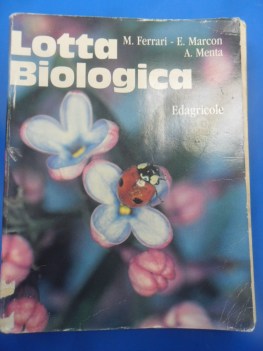 Lotta
M. Ferrari - E. Marcon
A. Menta
Biologica
Edagricole